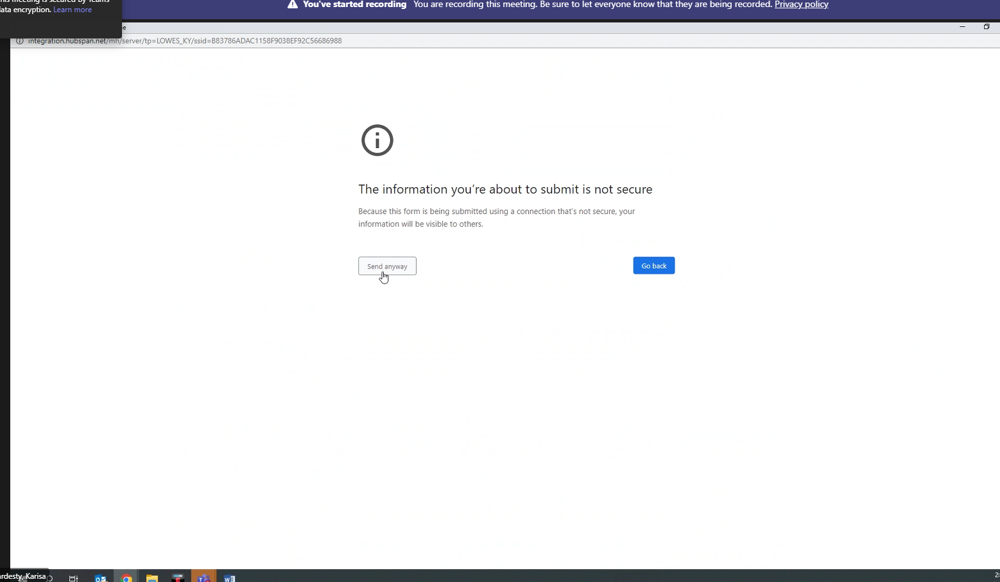 his meeting is secured by Teams
data encryption. Learn more
You've started recording You are recording this meeting. Be sure to let everyone know that they are being recorded. Privacy policy
e
integration.hubspan.net/mh/server/tp=LOWES_KY/ssid=B83786ADAC1158F9038EF92C56686988
The information you're about to submit is not secure
Because this form is being submitted using a connection that's not secure, your
information will be visible to others.
Send anyway
Go back
ardesty, Karisa
2: